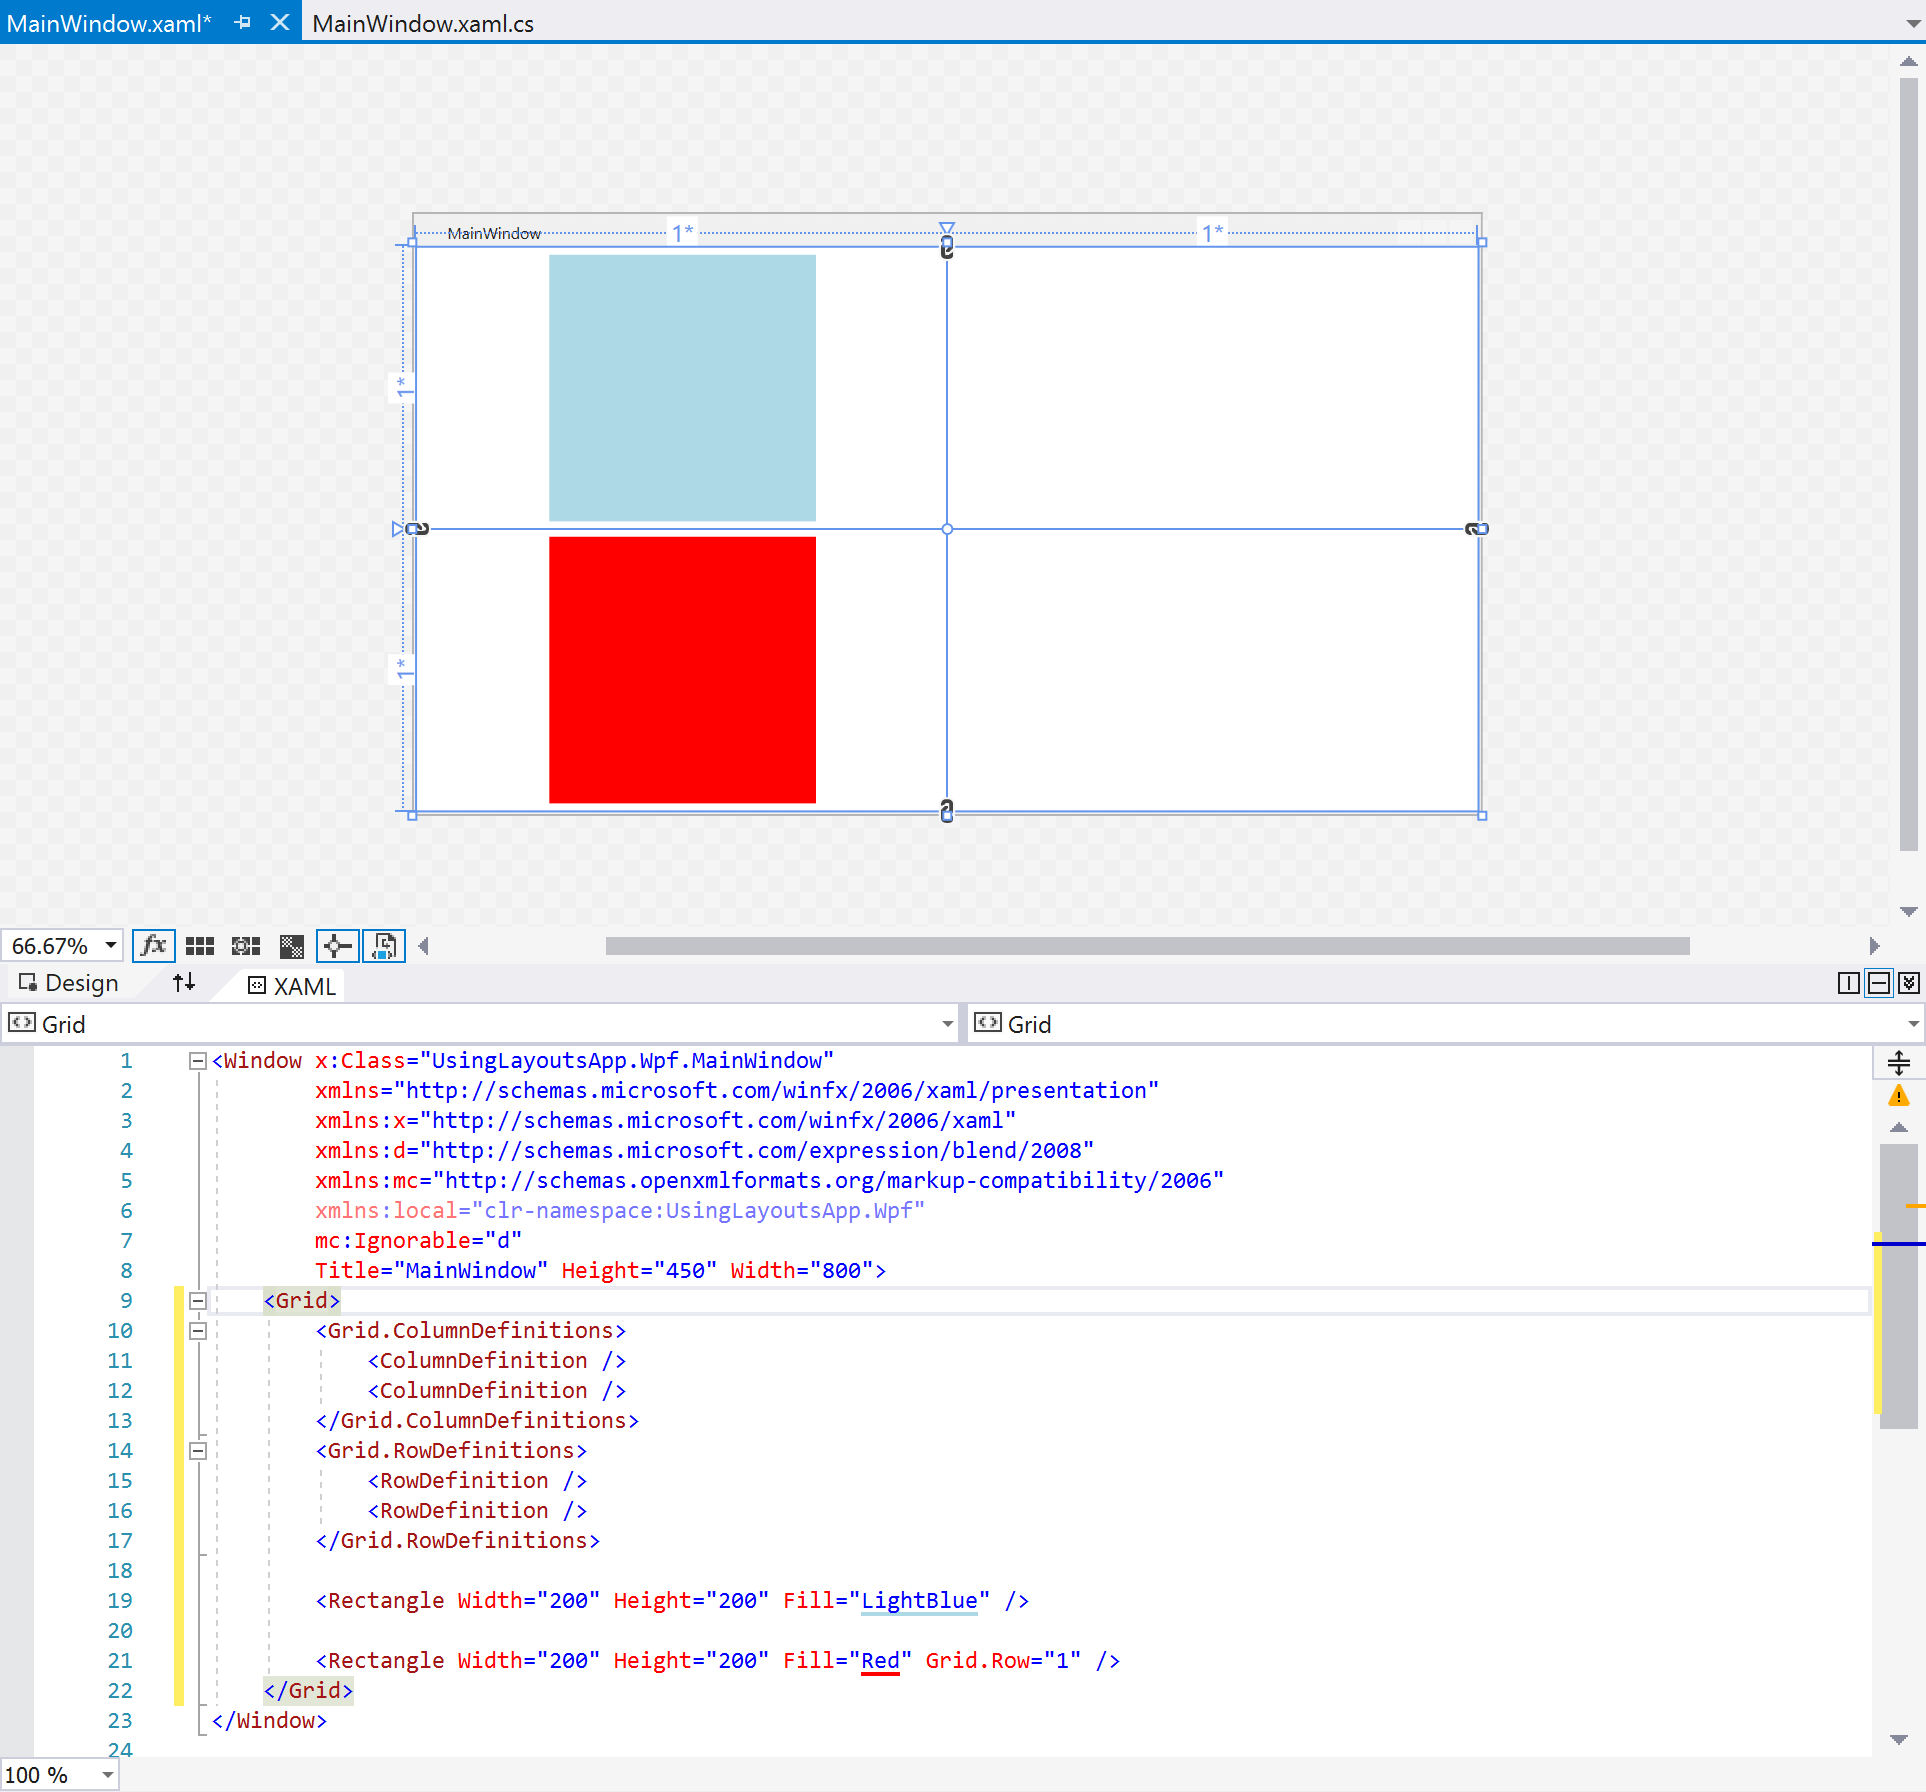 MainWindow.xaml* MainWindow.xaml.cs
MainWindow 1* 1*
1*
1*
66.67% fx
Design XAML
Grid Grid
1 <Window x:Class="UsingLayoutsApp.Wpf.MainWindow"
2 xmlns="http://schemas.microsoft.com/winfx/2006/xaml/presentation"
3 xmlns:x="http://schemas.microsoft.com/winfx/2006/xaml"
4 xmlns:d="http://schemas.microsoft.com/expression/blend/2008"
5 xmlns:mc="http://schemas.openxmlformats.org/markup-compatibility/2006"
6 xmlns:local="clr-namespace:UsingLayoutsApp.Wpf"
7 mc:Ignorable="d"
8 Title="MainWindow" Height="450" Width="800">
9 <Grid>
10 <Grid.ColumnDefinitions>
11 <ColumnDefinition />
12 <ColumnDefinition />
13 </Grid.ColumnDefinitions>
14 <Grid.RowDefinitions>
15 <RowDefinition />
16 <RowDefinition />
17 </Grid.RowDefinitions>
18
19 <Rectangle Width="200" Height="200" Fill="LightBlue" />
20
21 <Rectangle Width="200" Height="200" Fill="Red" Grid.Row="1" />
22 </Grid>
23 </Window>
24
100 %